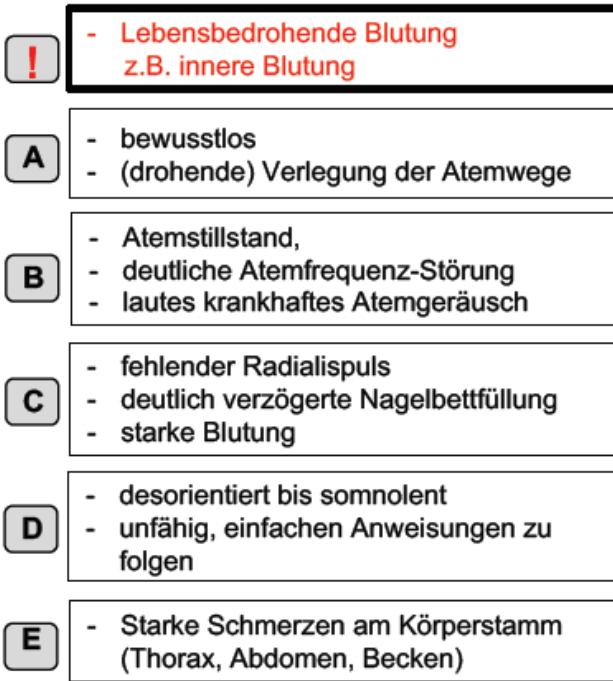 - Lebensbedrohende Blutung
! z.B. innere Blutung
A - bewusstlos
- (drohende) Verlegung der Atemwege
- Atemstillstand,
B - deutliche Atemfrequenz-Störung
- lautes krankhaftes Atemgeräusch
- fehlender Radialispuls
C - deutlich verzögerte Nagelbettfüllung
- starke Blutung
- desorientiert bis somnolent
D - unfähig, einfachen Anweisungen zu
folgen
E - Starke Schmerzen am Körperstamm
(Thorax, Abdomen, Becken)